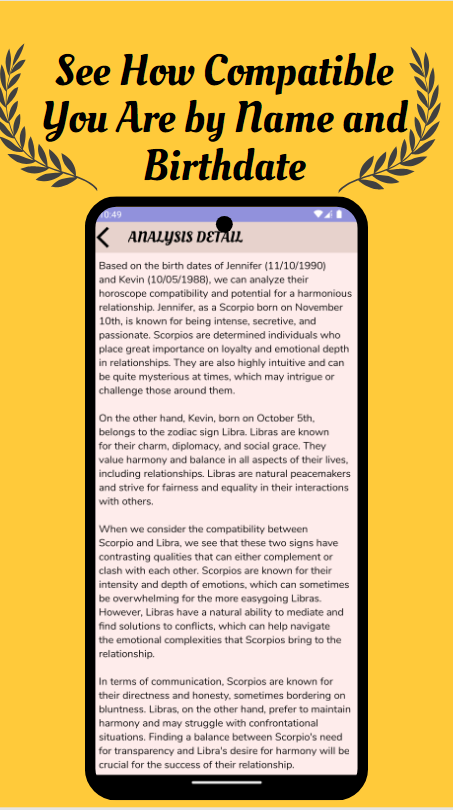 See How Compatible
You Are by Name and
Birthdate
10:49
ANALYSIS DETAIL
Based on the birth dates of Jennifer (11/10/1990)
and Kevin (10/05/1988), we can analyze their
horoscope compatibility and potential for a harmonious
relationship. Jennifer, as a Scorpio born on November
10th, is known for being intense, secretive, and
passionate. Scorpios are determined individuals who
place great importance on loyalty and emotional depth
in relationships. They are also highly intuitive and can
be quite mysterious at times, which may intrigue or
challenge those around them.
On the other hand, Kevin, born on October 5th,
belongs to the zodiac sign Libra. Libras are known
for their charm, diplomacy, and social grace. They
value harmony and balance in all aspects of their lives,
including relationships. Libras are natural peacemakers
and strive for fairness and equality in their interactions
with others.
When we consider the compatibility between
Scorpio and Libra, we see that these two signs have
contrasting qualities that can either complement or
clash with each other. Scorpios are known for their
intensity and depth of emotions, which can sometimes
be overwhelming for the more easygoing Libras.
However, Libras have a natural ability to mediate and
find solutions to conflicts, which can help navigate
the emotional complexities that Scorpios bring to the
relationship.
In terms of communication, Scorpios are known for
their directness and honesty, sometimes bordering on
bluntness. Libras, on the other hand, prefer to maintain
harmony and may struggle with confrontational
situations. Finding a balance between Scorpio's need
for transparency and Libra's desire for harmony will be
crucial for the success of their relationship.